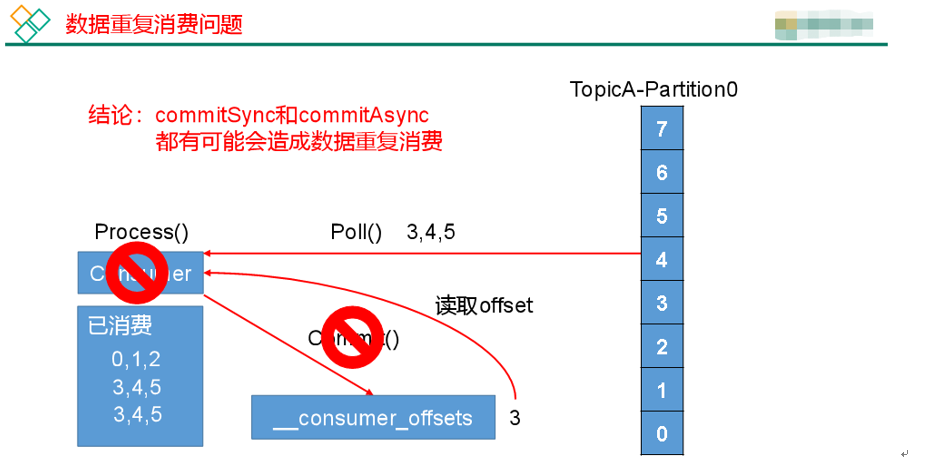 数据重复消费问题
结论：commitSync和commitAsync
都有可能会造成数据重复消费
TopicA-Partition0
7
6
5
4
3
2
1
0
Process()
Poll() 3,4,5
Consumer
读取offset
Commit()
已消费
0,1,2
3,4,5
3,4,5
__consumer_offsets
3